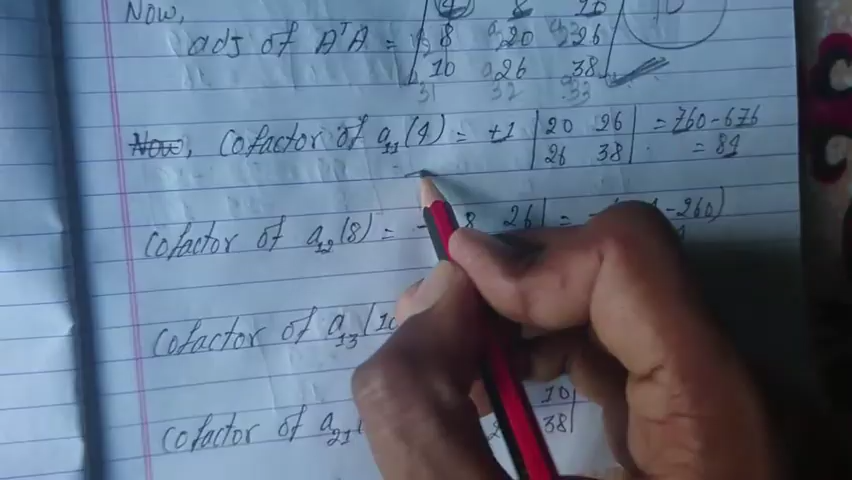 Now,
adj of AᵀA = | 4 8 10 |
8 20 26
10 26 38
31 32 33
Now, Cofactor of a₁₁(4) = +1 | 20 26 | = 760-676
| 26 38 | = 84
Cofactor of a₁₂(8) = - 8 26 | = -260)
Cofactor of a₁₃(10
10
Cofactor of a₂₁ 38